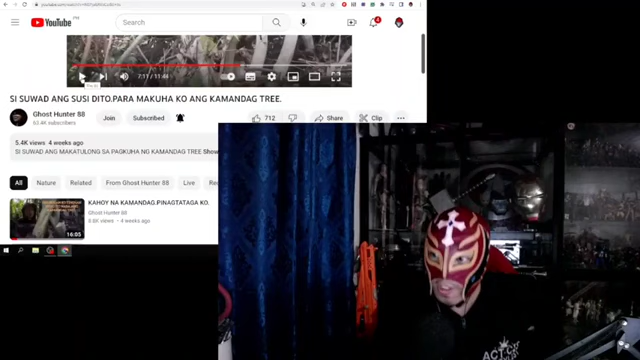 YouTube
Search
7:11 / 11:44
SI SUWAD ANG SUSI DITO.PARA MAKUHA KO ANG KAMANDAG TREE.
Ghost Hunter 88
63.4K subscribers
Join
Subscribed
712
Share
Clip
5.4K views 4 weeks ago
SI SUWAD ANG MAKATULONG SA PAGKUHA NG KAMANDAG TREE Show
All
Nature
Related
From Ghost Hunter 88
Live
KAHOY NA KAMANDAG.PINAGTATAGA KO.
Ghost Hunter 88
4 weeks ago
16:05